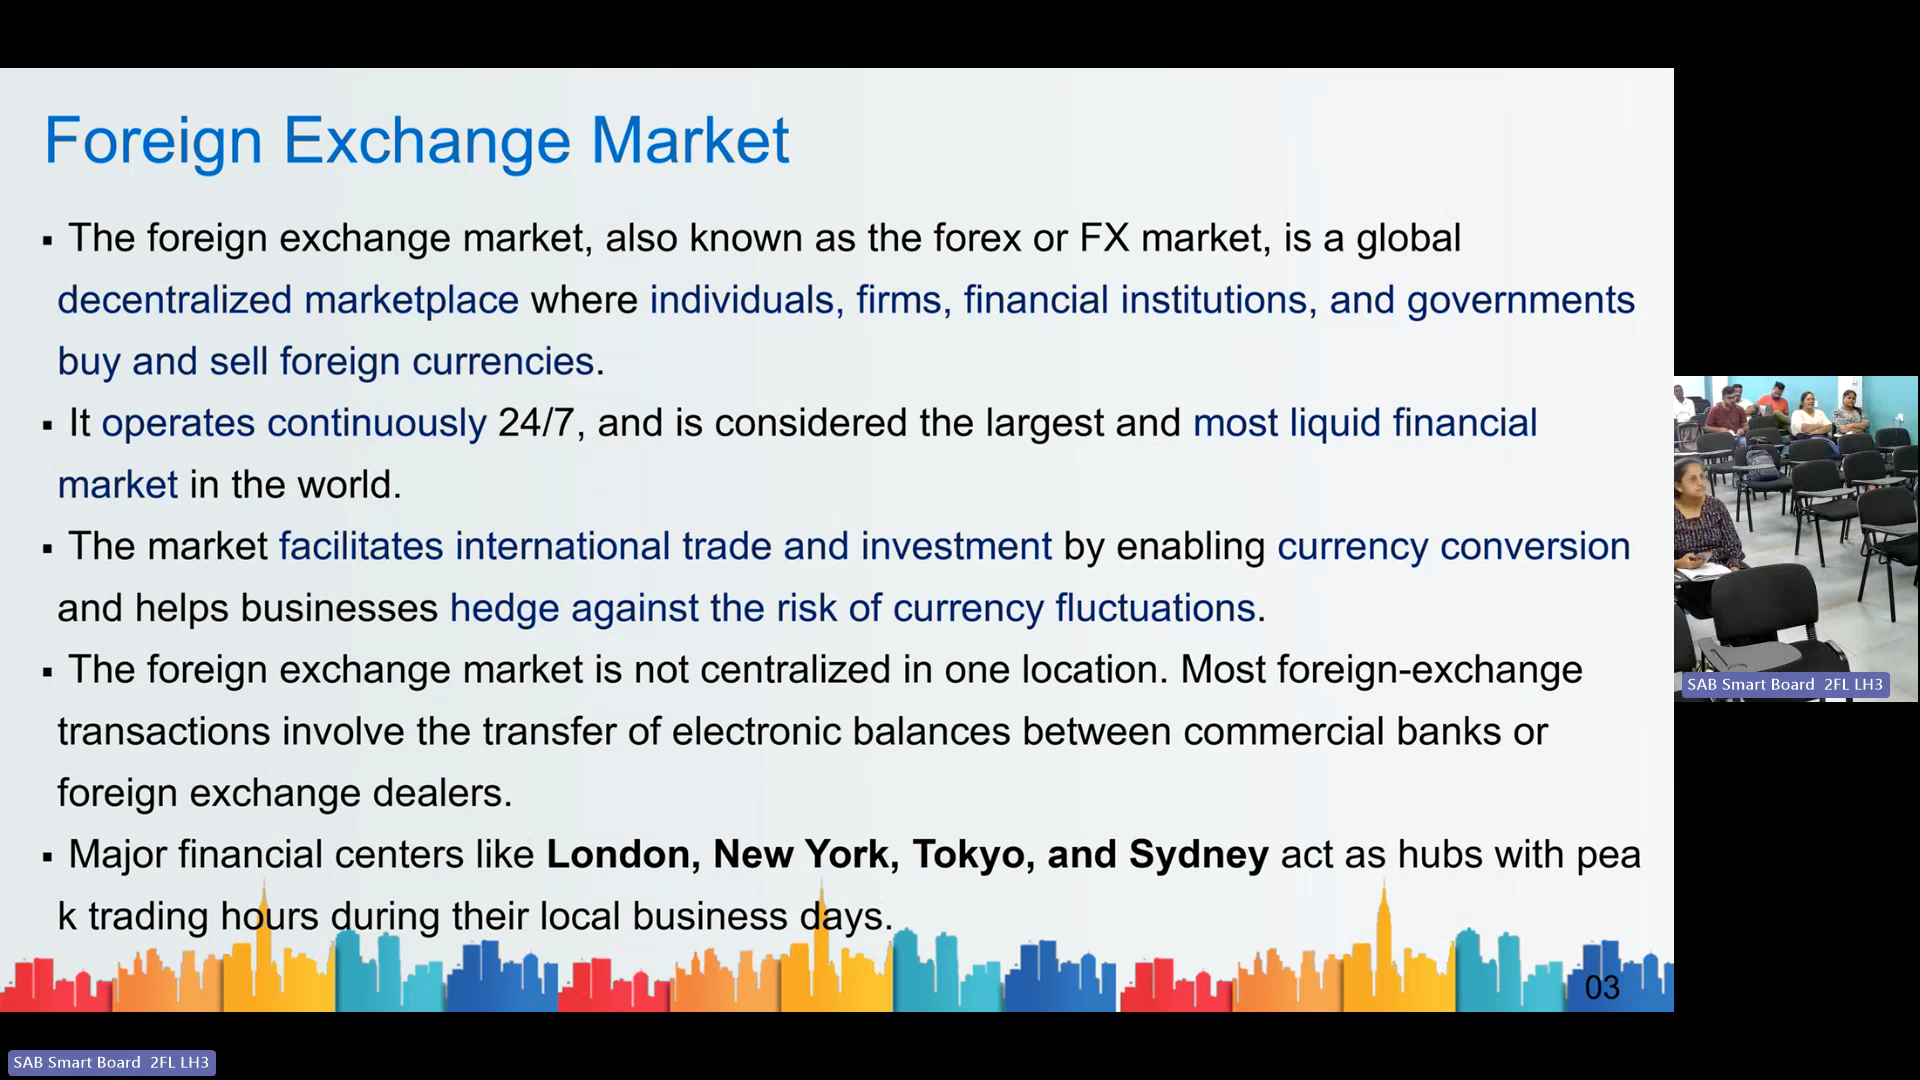 Foreign Exchange Market
▪ The foreign exchange market, also known as the forex or FX market, is a global
decentralized marketplace where individuals, firms, financial institutions, and governments
buy and sell foreign currencies.
▪ It operates continuously 24/7, and is considered the largest and most liquid financial
market in the world.
▪ The market facilitates international trade and investment by enabling currency conversion
and helps businesses hedge against the risk of currency fluctuations.
▪ The foreign exchange market is not centralized in one location. Most foreign-exchange
transactions involve the transfer of electronic balances between commercial banks or
foreign exchange dealers.
▪ Major financial centers like London, New York, Tokyo, and Sydney act as hubs with pea
k trading hours during their local business days.
03
SAB Smart Board 2FL LH3
SAB Smart Board 2FL LH3